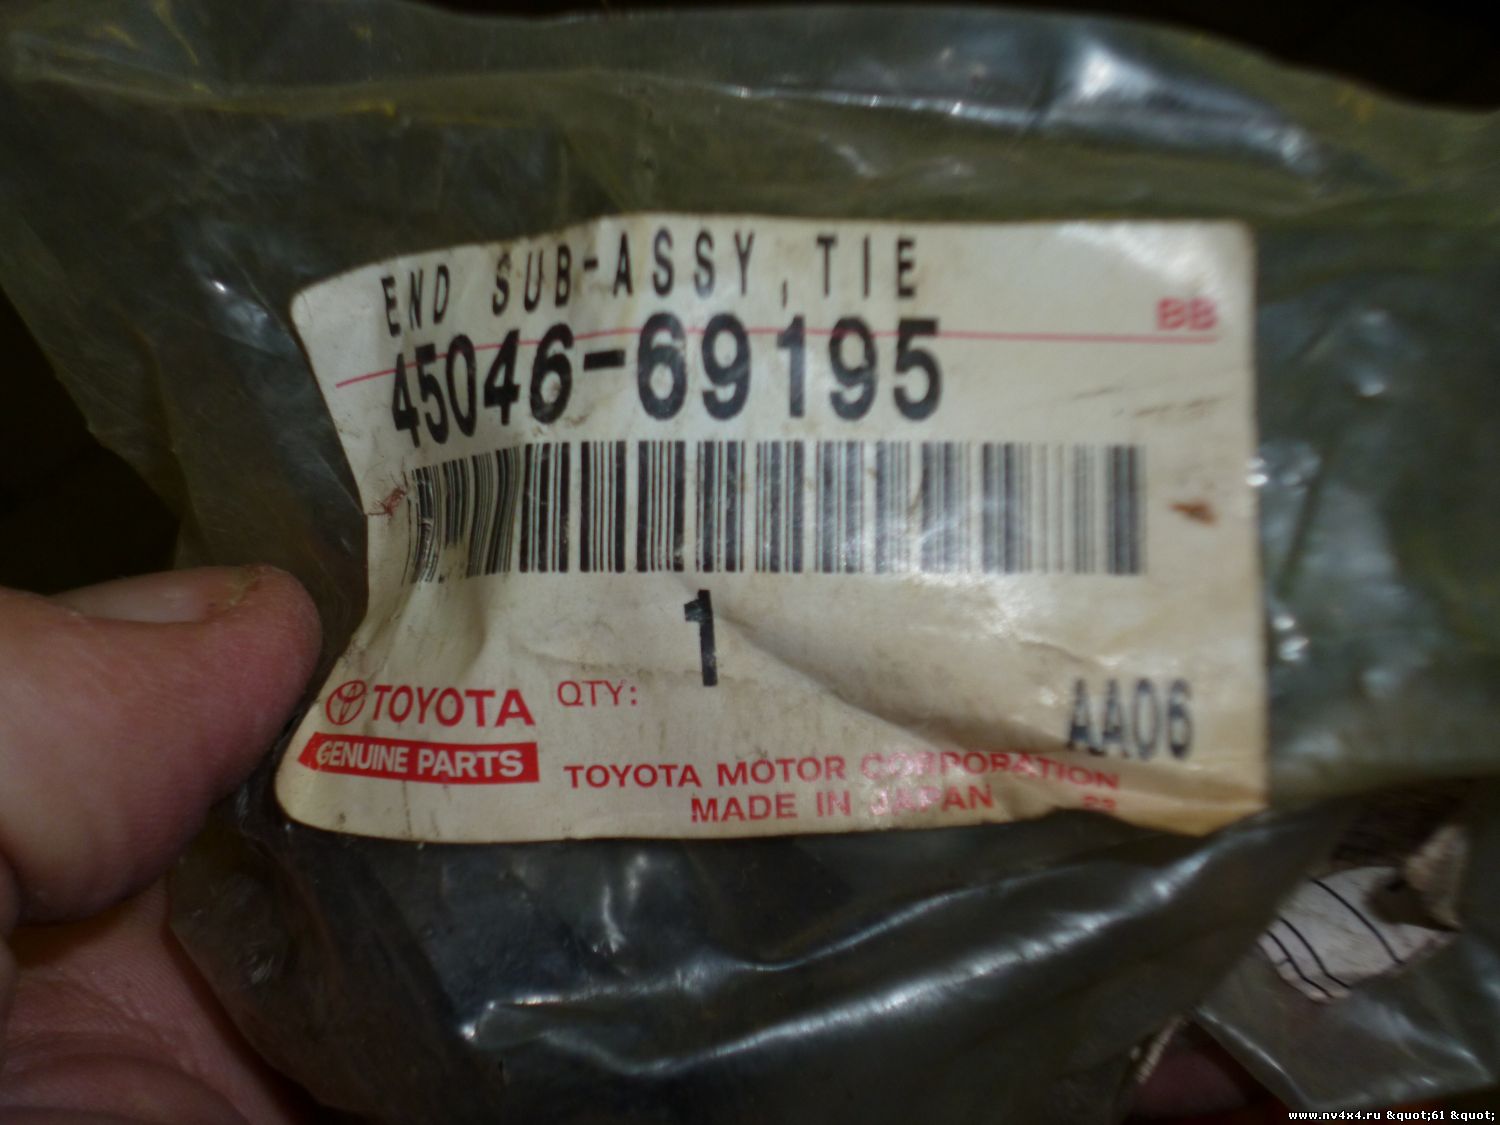 END SUB-ASSY, TIE
BB
45046-69195
1
TOYOTA QTY:
AA06
GENUINE PARTS
TOYOTA MOTOR CORPORATION
MADE IN JAPAN
www.nv4x4.ru &quot;61 &quot;